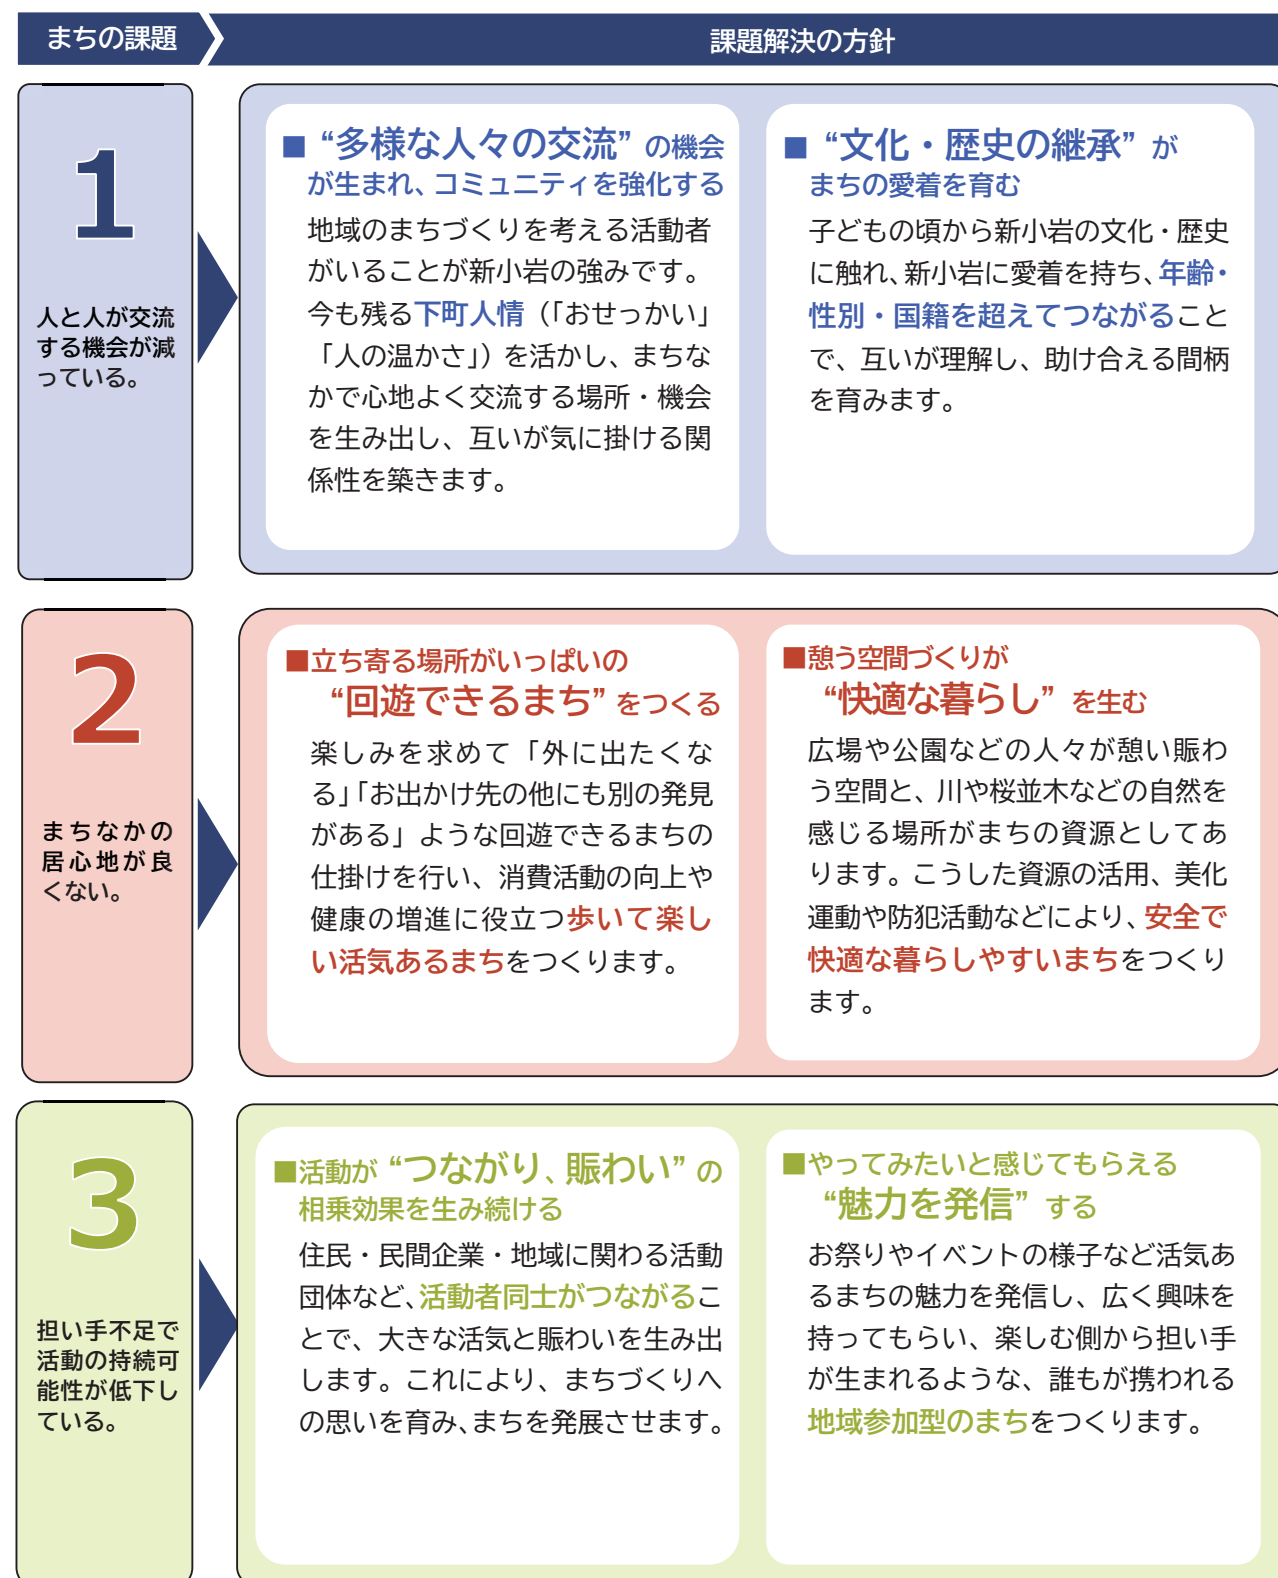 まちの課題
課題解決の方針
1
人と人が交流
する機会が減
っている。
■ “多様な人々の交流” の機会
が生まれ、コミュニティを強化する
地域のまちづくりを考える活動者
がいることが新小岩の強みです。
今も残る下町人情（「おせっかい」
「人の温かさ」）を活かし、まちな
かで心地よく交流する場所・機会
を生み出し、互いが気に掛ける関
係性を築きます。
■ “文化・歴史の継承” が
まちの愛着を育む
子どもの頃から新小岩の文化・歴史
に触れ、新小岩に愛着を持ち、年齢・
性別・国籍を超えてつながること
で、互いが理解し、助け合える間柄
を育みます。
2
まちなかの
居心地が良
くない。
■立ち寄る場所がいっぱいの
“回遊できるまち” をつくる
楽しみを求めて「外に出たくな
る」「お出かけ先の他にも別の発見
がある」ような回遊できるまちの
仕掛けを行い、消費活動の向上や
健康の増進に役立つ歩いて楽し
い活気あるまちをつくります。
■憩う空間づくりが
“快適な暮らし” を生む
広場や公園などの人々が憩い賑わ
う空間と、川や桜並木などの自然を
感じる場所がまちの資源としてあ
ります。こうした資源の活用、美化
運動や防犯活動などにより、安全で
快適な暮らしやすいまちをつくり
ます。
3
担い手不足で
活動の持続可
能性が低下し
ている。
■活動が “つながり、賑わい” の
相乗効果を生み続ける
住民・民間企業・地域に関わる活動
団体など、活動者同士がつながるこ
とで、大きな活気と賑わいを生み出
します。これにより、まちづくりへ
の思いを育み、まちを発展させます。
■やってみたいと感じてもらえる
“魅力を発信” する
お祭りやイベントの様子など活気あ
るまちの魅力を発信し、広く興味を
持ってもらい、楽しむ側から担い手
が生まれるような、誰もが携われる
地域参加型のまちをつくります。